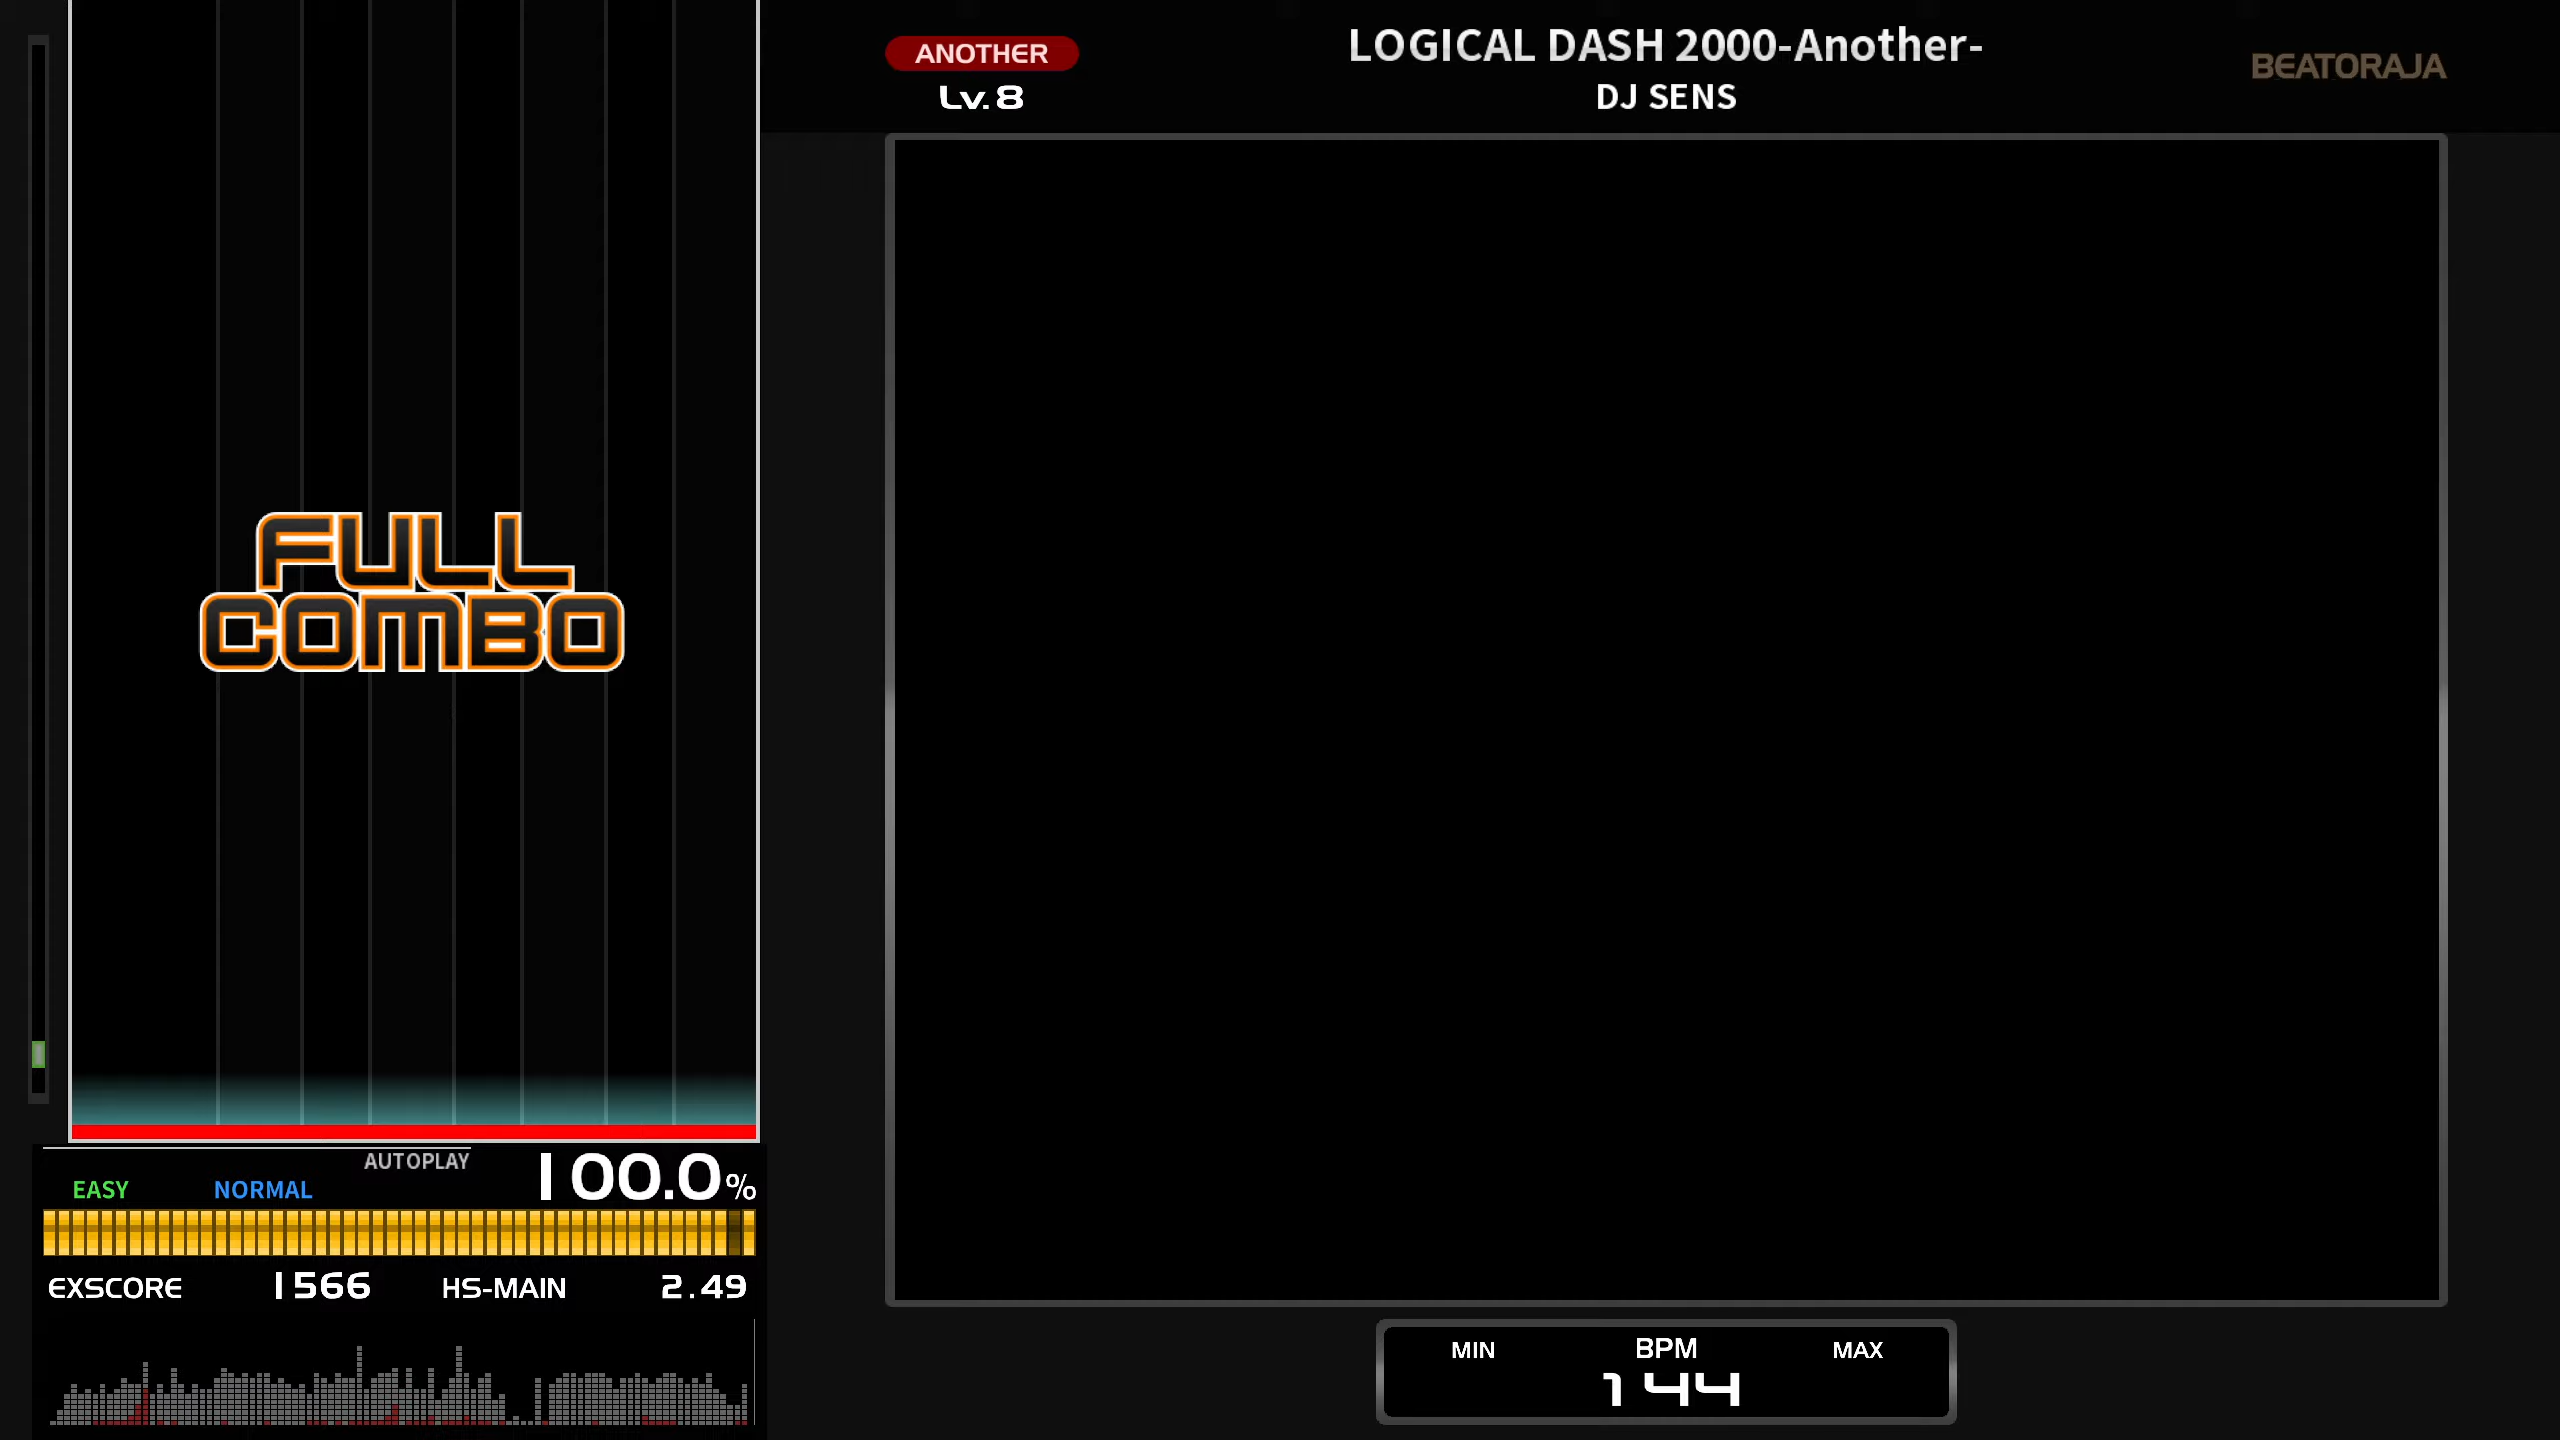 ANOTHER
Lv.8
LOGICAL DASH 2000-Another-
DJ SENS
BEATORAJA
FULL
COMBO
AUTOPLAY
EASY NORMAL 100.0%
EXSCORE 1566 HS-MAIN 2.49
MIN BPM MAX
144